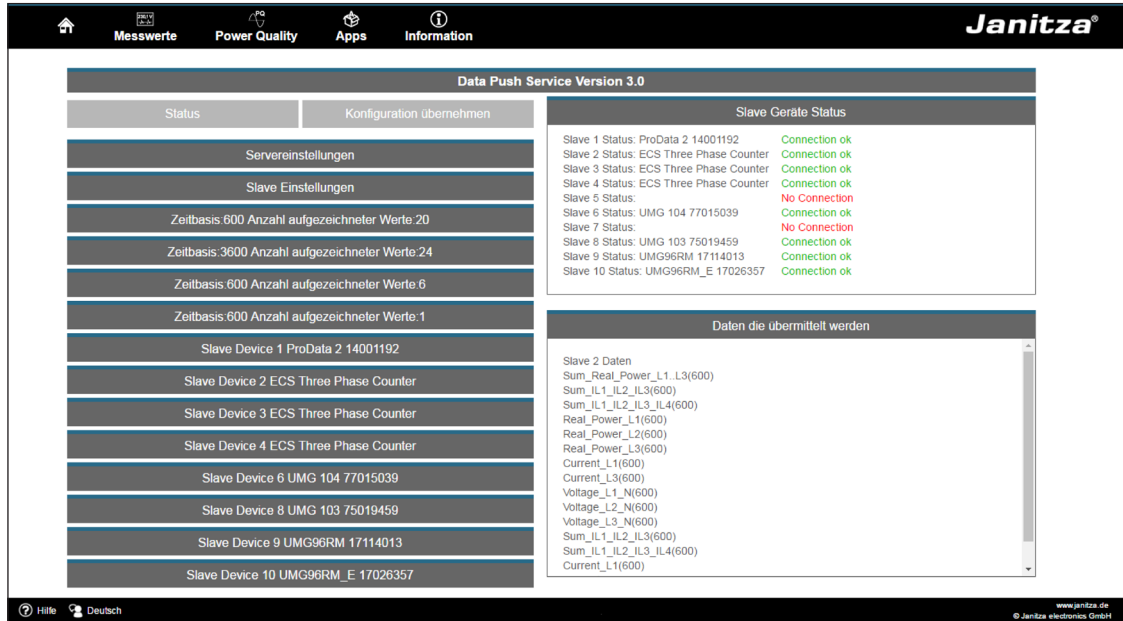 Messwerte
PQ
Power Quality
Apps
Information
Janitza®
Data Push Service Version 3.0
Status
Konfiguration übernehmen
Servereinstellungen
Slave Einstellungen
Zeitbasis:600 Anzahl aufgezeichneter Werte:20
Zeitbasis:3600 Anzahl aufgezeichneter Werte:24
Zeitbasis:600 Anzahl aufgezeichneter Werte:6
Zeitbasis:600 Anzahl aufgezeichneter Werte:1
Slave Device 1 ProData 2 14001192
Slave Device 2 ECS Three Phase Counter
Slave Device 3 ECS Three Phase Counter
Slave Device 4 ECS Three Phase Counter
Slave Device 6 UMG 104 77015039
Slave Device 8 UMG 103 75019459
Slave Device 9 UMG96RM 17114013
Slave Device 10 UMG96RM_E 17026357
Slave Geräte Status
Slave 1 Status: ProData 2 14001192 Connection ok
Slave 2 Status: ECS Three Phase Counter Connection ok
Slave 3 Status: ECS Three Phase Counter Connection ok
Slave 4 Status: ECS Three Phase Counter Connection ok
Slave 5 Status: No Connection
Slave 6 Status: UMG 104 77015039 Connection ok
Slave 7 Status: No Connection
Slave 8 Status: UMG 103 75019459 Connection ok
Slave 9 Status: UMG96RM 17114013 Connection ok
Slave 10 Status: UMG96RM_E 17026357 Connection ok
Daten die übermittelt werden
Slave 2 Daten
Sum_Real_Power_L1..L3(600)
Sum_IL1_IL2_IL3(600)
Sum_IL1_IL2_IL3_IL4(600)
Real_Power_L1(600)
Real_Power_L2(600)
Real_Power_L3(600)
Current_L1(600)
Current_L3(600)
Voltage_L1_N(600)
Voltage_L2_N(600)
Voltage_L3_N(600)
Sum_IL1_IL2_IL3(600)
Sum_IL1_IL2_IL3_IL4(600)
Current_L1(600)
Hilfe
Deutsch
www.janitza.de
© Janitza electronics GmbH